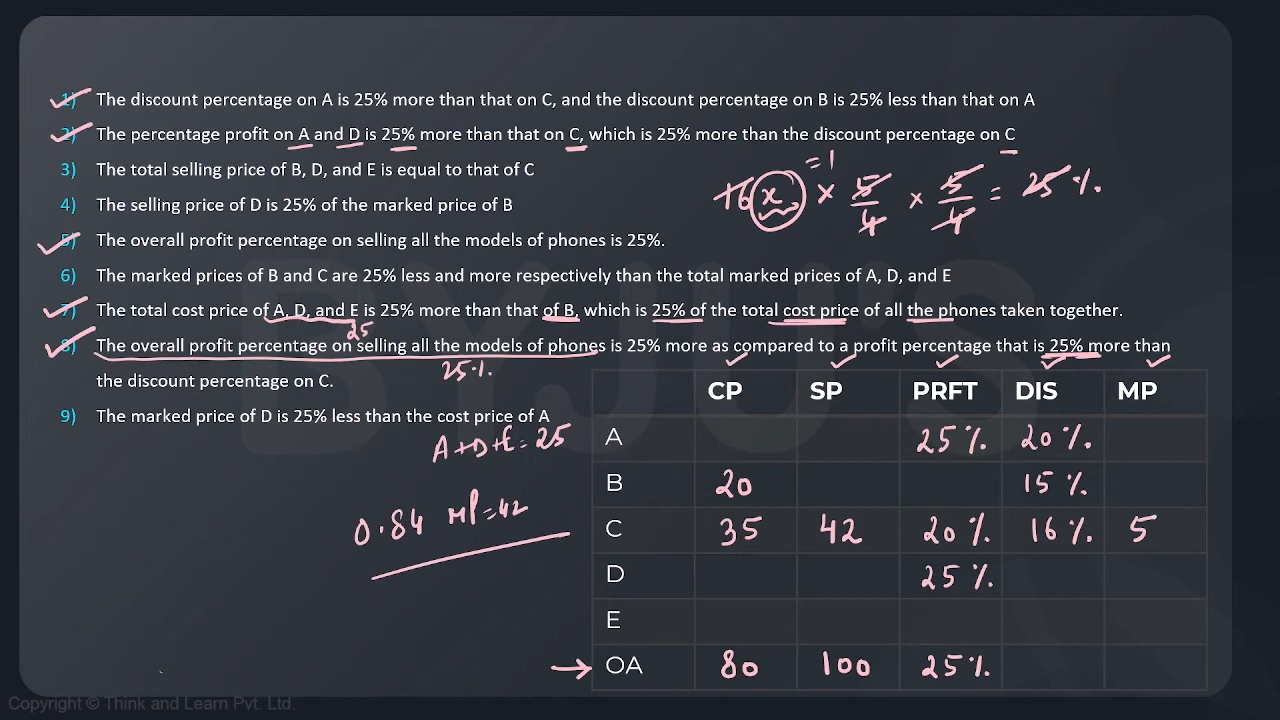 1) The discount percentage on A is 25% more than that on C, and the discount percentage on B is 25% less than that on A
2) The percentage profit on A and D is 25% more than that on C, which is 25% more than the discount percentage on C
= 1
3) The total selling price of B, D, and E is equal to that of C
16 x × 5/4 × 5/4 = 25 %.
4) The selling price of D is 25% of the marked price of B
5) The overall profit percentage on selling all the models of phones is 25%.
6) The marked prices of B and C are 25% less and more respectively than the total marked prices of A, D, and E
7) The total cost price of A, D, and E is 25% more than that of B, which is 25% of the total cost price of all the phones taken together.
25
8) The overall profit percentage on selling all the models of phones is 25% more as compared to a profit percentage that is 25% more than
25%.
the discount percentage on C.
9) The marked price of D is 25% less than the cost price of A
A+D+E=25
0.84 MP=42
CP SP PRFT DIS MP
A 25 %. 20 %.
B 20 15 %.
C 35 42 20 %. 16 %. 5
D 25 %.
E
OA 80 100 25 %.
BYJU'S
Copyright © Think and Learn Pvt. Ltd.